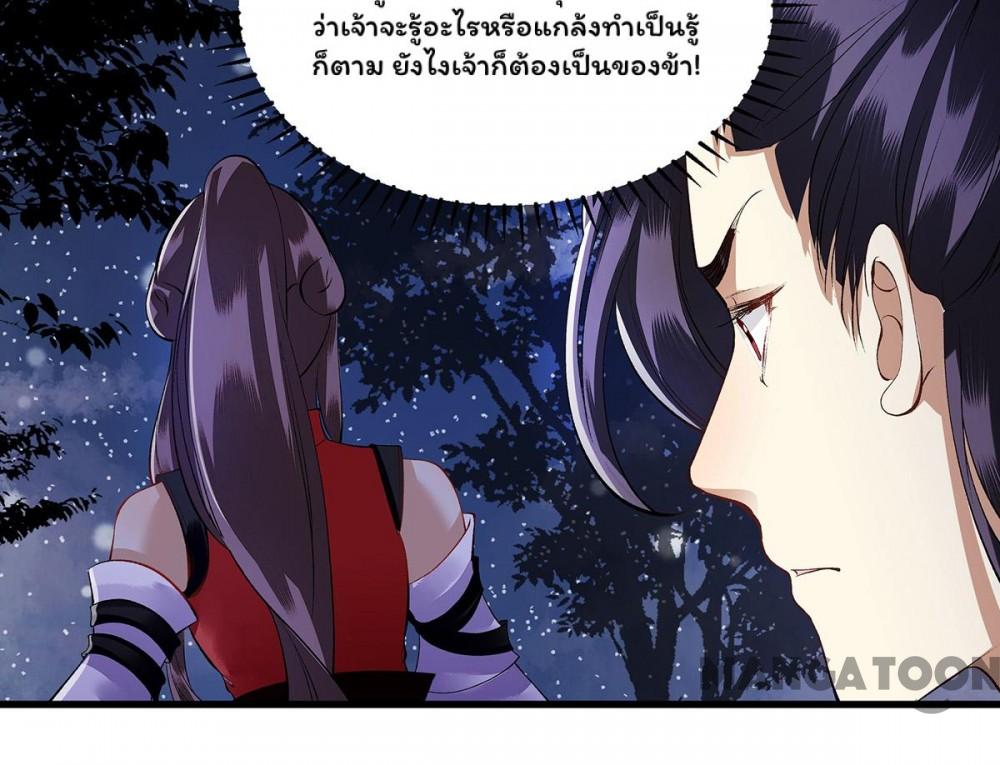 ว่าเจ้าจะรู้อะไรหรือแกล้งทำเป็นรู้
ก็ตาม ยังไงเจ้าก็ต้องเป็นของข้า!
MANGATOON